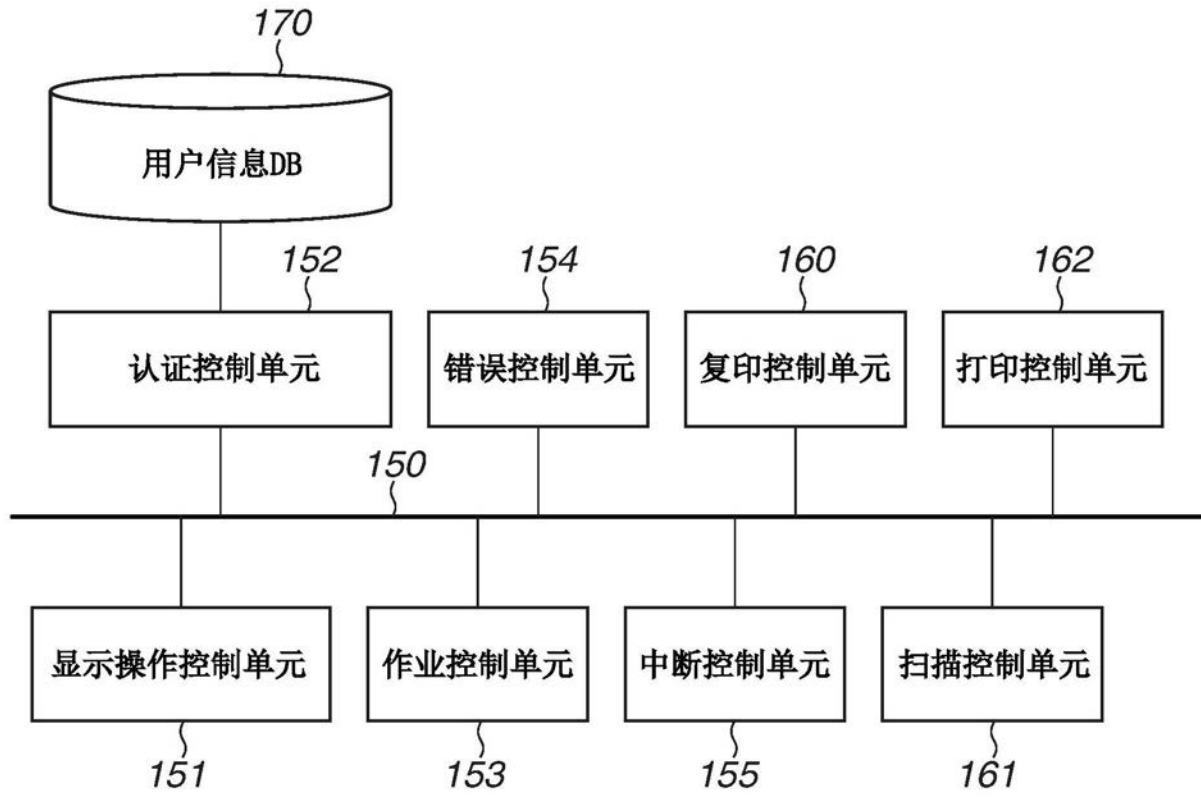 170
用户信息DB
152
154
160
162
认证控制单元
错误控制单元
复印控制单元
打印控制单元
150
显示操作控制单元
作业控制单元
中断控制单元
扫描控制单元
151
153
155
161